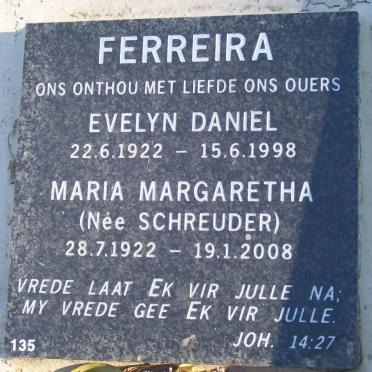 FERREIRA
ONS ONTHOU MET LIEFDE ONS OUERS
EVELYN DANIEL
22.6.1922 – 15.6.1998
MARIA MARGARETHA
(Née SCHREUDER)
28.7.1922 – 19.1.2008
VREDE LAAT EK VIR JULLE NA;
MY VREDE GEE EK VIR JULLE.
JOH. 14:27
135